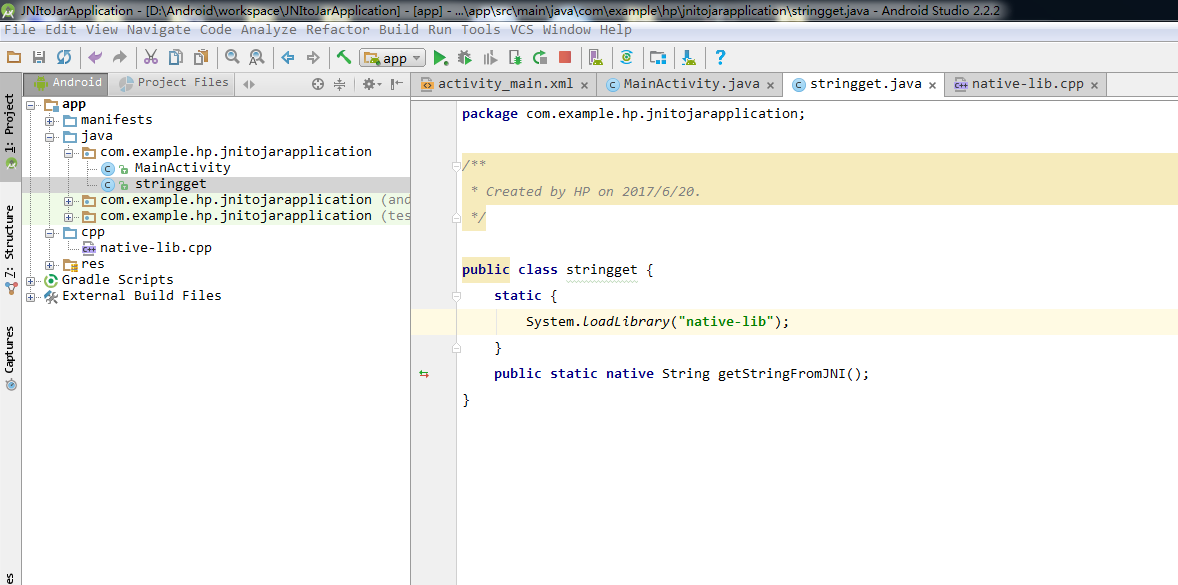 JNItoJarApplication - [D:\Android\workspace\JNItoJarApplication] - [app] - ...\app\src\main\java\com\example\hp\jnitojarapplication\stringget.java - Android Studio 2.2.2
File Edit View Navigate Code Analyze Refactor Build Run Tools VCS Window Help
app
Android Project Files
activity_main.xml MainActivity.java stringget.java native-lib.cpp
1: Project
7: Structure
Captures
app
manifests
java
com.example.hp.jnitojarapplication
MainActivity
stringget
com.example.hp.jnitojarapplication (and
com.example.hp.jnitojarapplication (tes
cpp
native-lib.cpp
res
Gradle Scripts
External Build Files
package com.example.hp.jnitojarapplication;
/**
* Created by HP on 2017/6/20.
*/
public class stringget {
static {
System.loadLibrary("native-lib");
}
public static native String getStringFromJNI();
}